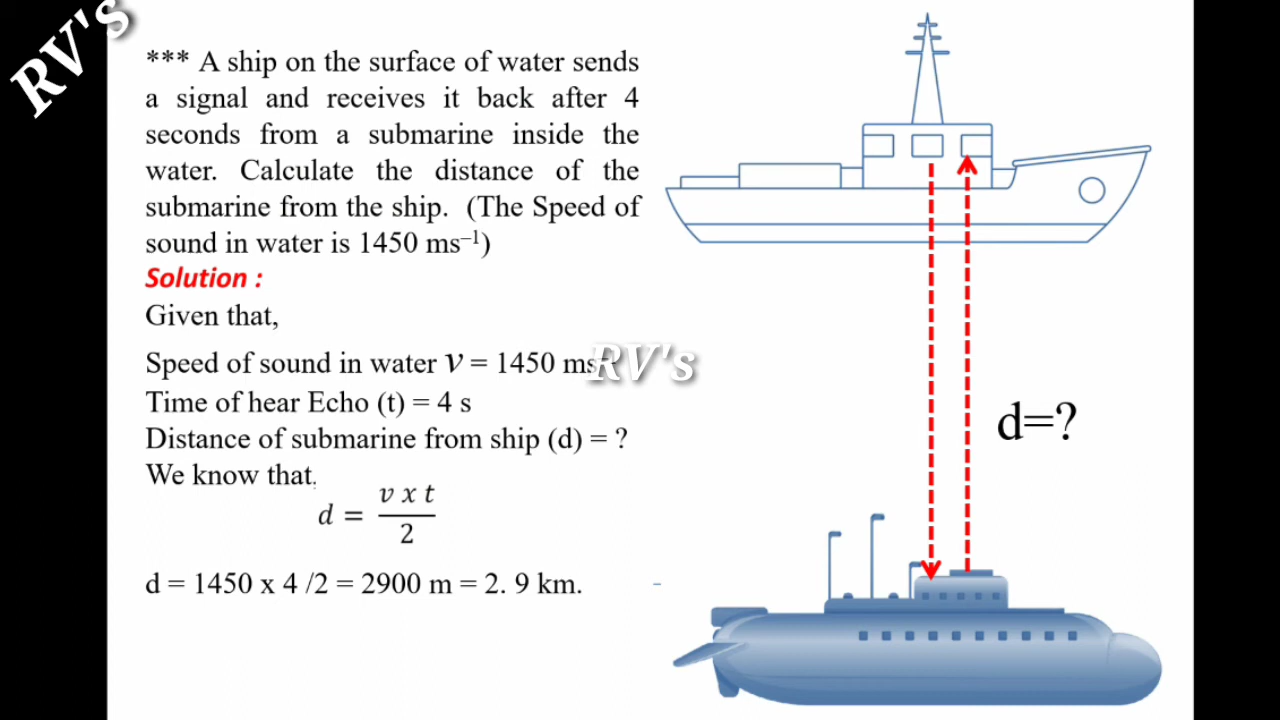 RV's
*** A ship on the surface of water sends
a signal and receives it back after 4
seconds from a submarine inside the
water. Calculate the distance of the
submarine from the ship. (The Speed of
sound in water is 1450 ms⁻¹)
Solution :
Given that,
Speed of sound in water v = 1450 ms
RV's
Time of hear Echo (t) = 4 s
Distance of submarine from ship (d) = ?
We know that,
d = v x t / 2
d = 1450 x 4 /2 = 2900 m = 2. 9 km.
d=?